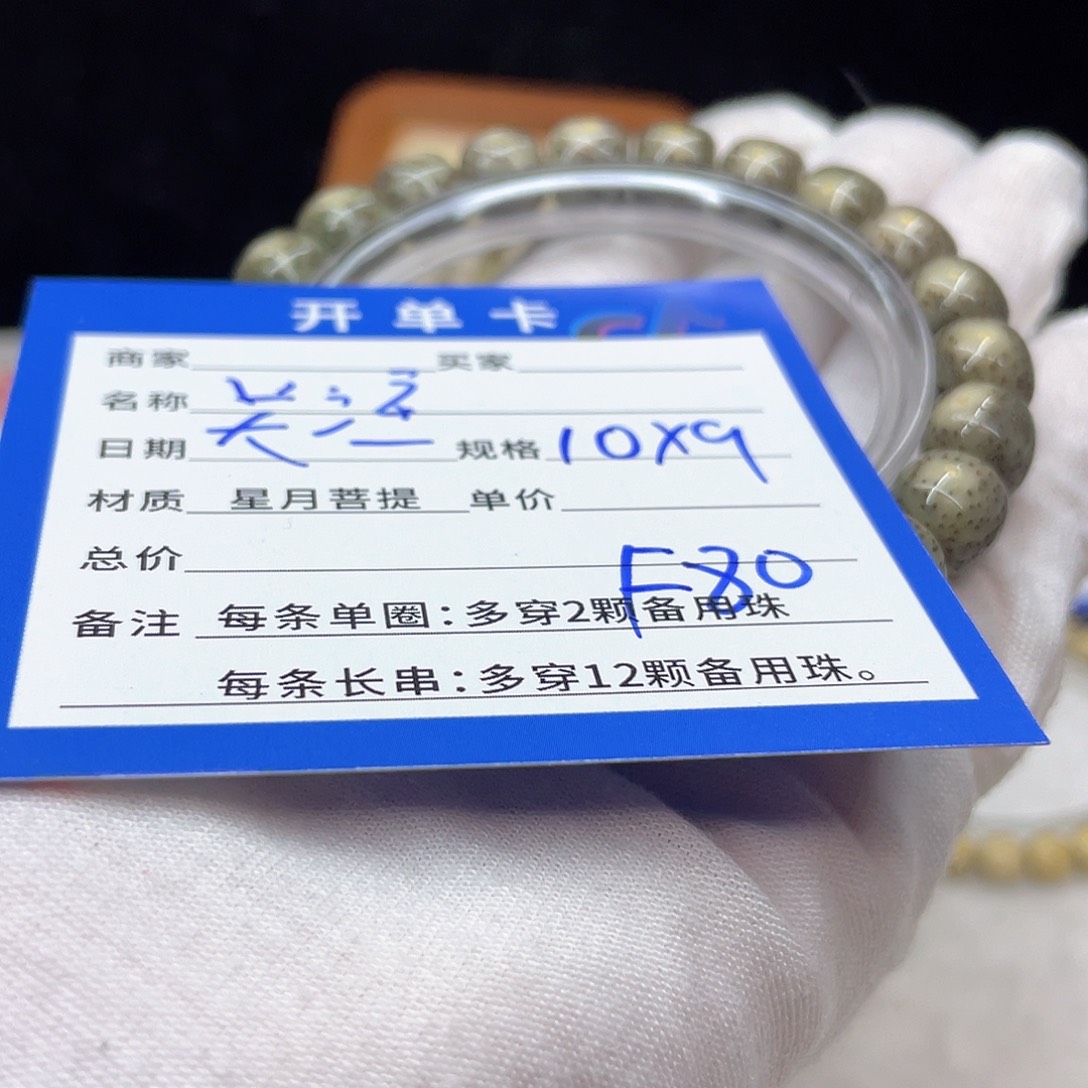 开单卡
商家 买家
名称
日期 规格 10X9
材质 星月菩提 单价
总价
F80
备注 每条单圈:多穿2颗备用珠
每条长串:多穿12颗备用珠。